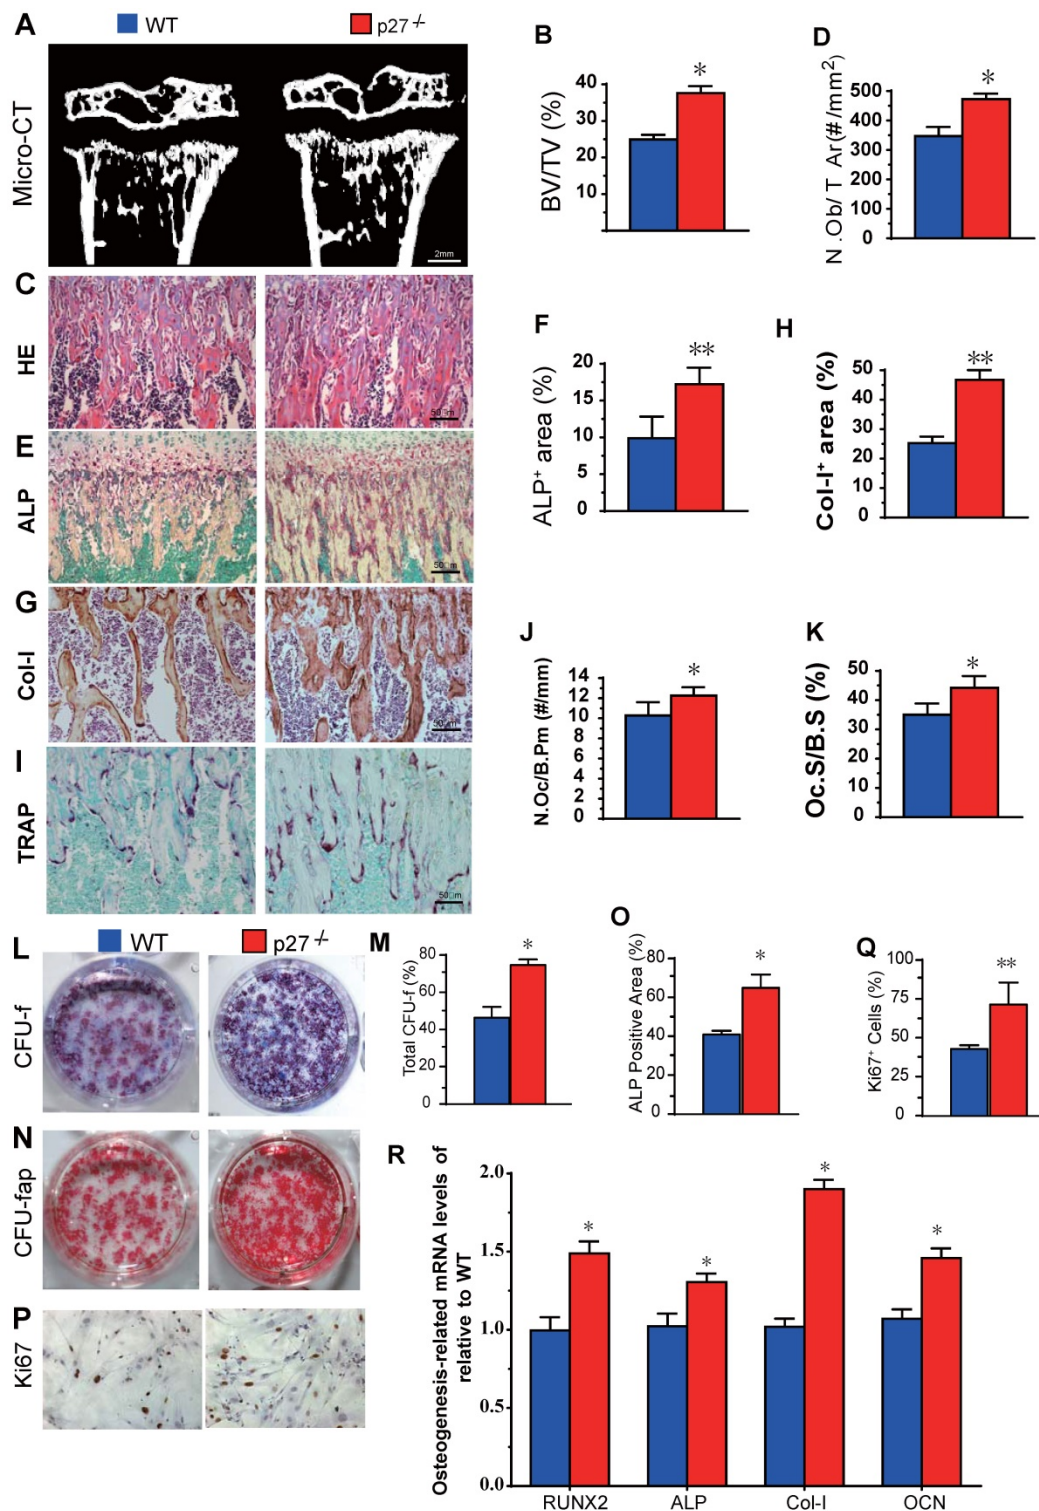 A
WT
p27 -/-
Micro-CT
2mm
B
BV/TV (%)
40
30
20
10
*
D
N .Ob/ T Ar(# /mm2)
500
400
300
200
100
0
*
C
HE
50□m
E
ALP
50□m
F
ALP+ area (%)
20
15
10
5
0
**
H
Col-I+ area (%)
50
40
30
20
10
0
**
G
Col-I
50□m
I
TRAP
50□m
J
N.Oc/B.Pm (#/mm)
14
12
10
8
6
4
2
0
*
K
Oc.S/B.S (%)
50
40
30
20
10
0
*
L
WT
p27 -/-
CFU-f
M
Total CFU-f (%)
80
60
40
20
0
*
O
ALP Positive Area (%)
80
60
40
20
0
*
Q
Ki67+ Cells (%)
100
75
50
25
0
**
N
CFU-fap
P
Ki67
R
Osteogenesis-related mRNA levels of
relative to WT
2.0
1.5
1.0
0.5
0.0
*
*
*
*
RUNX2
ALP
Col-I
OCN